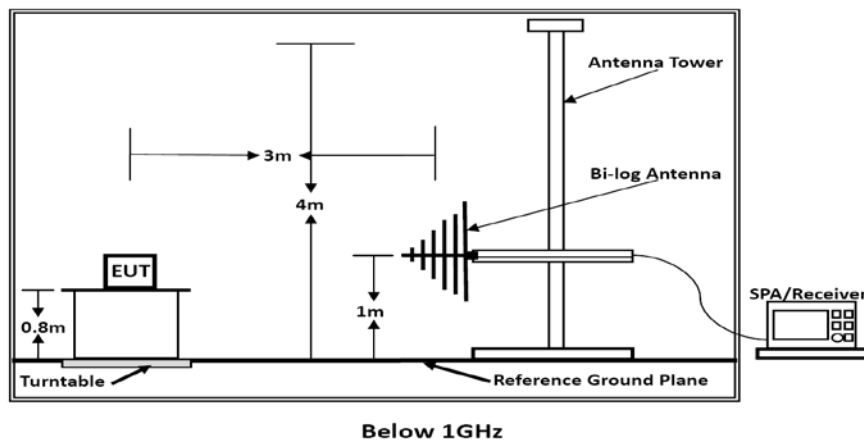 Antenna Tower
3m
Bi-log Antenna
4m
EUT
1m
SPA/Receiver
0.8m
Turntable
Reference Ground Plane
Below 1GHz